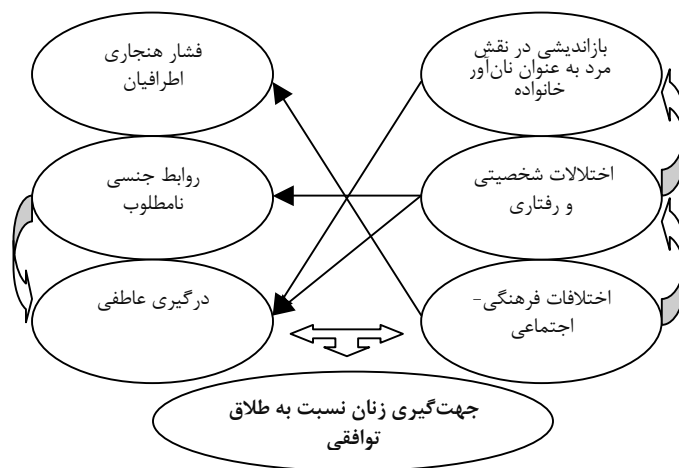 بازاندیشی در نقش
مرد به عنوان نان‌آور
خانواده
فشار هنجاری
اطرافیان
اختلالات شخصیتی
و رفتاری
روابط جنسی
نامطلوب
اختلافات فرهنگی-
اجتماعی
درگیری عاطفی
جهت‌گیری زنان نسبت به طلاق
توافقی